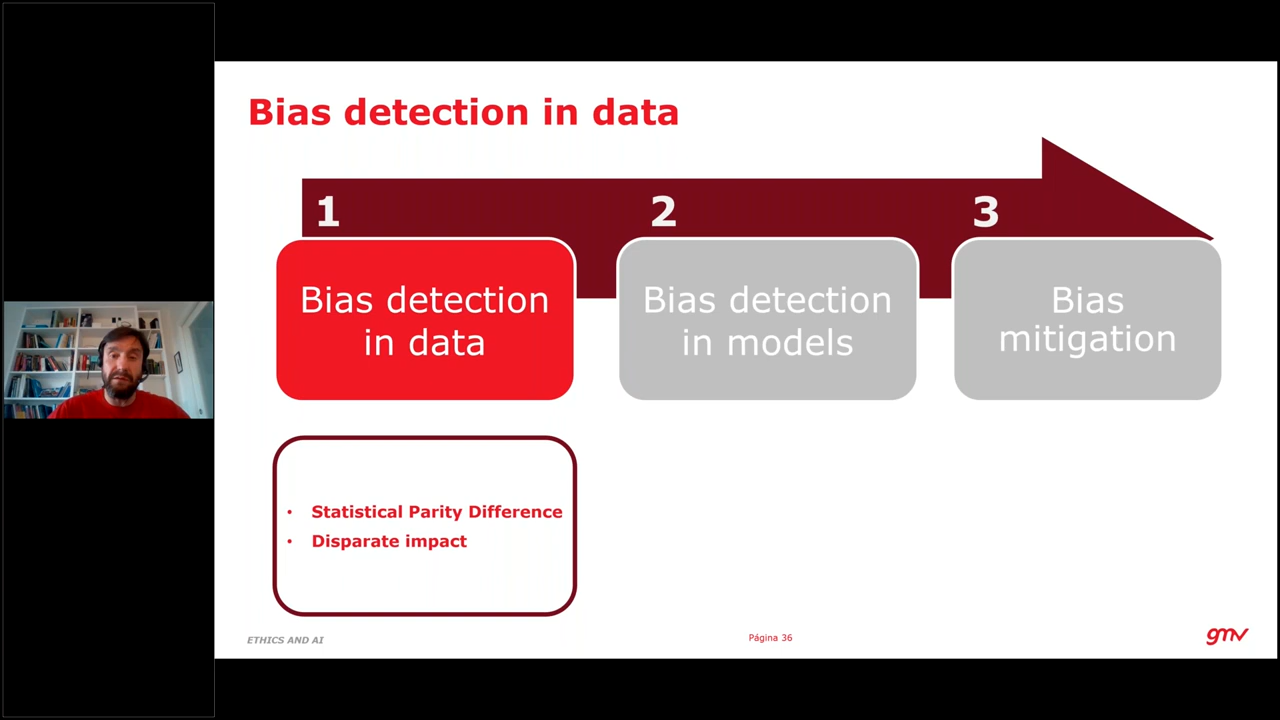 Bias detection in data
1
2
3
Bias detection
in data
Bias detection
in models
Bias
mitigation
• Statistical Parity Difference
• Disparate impact
ETHICS AND AI
Página 36
gmv